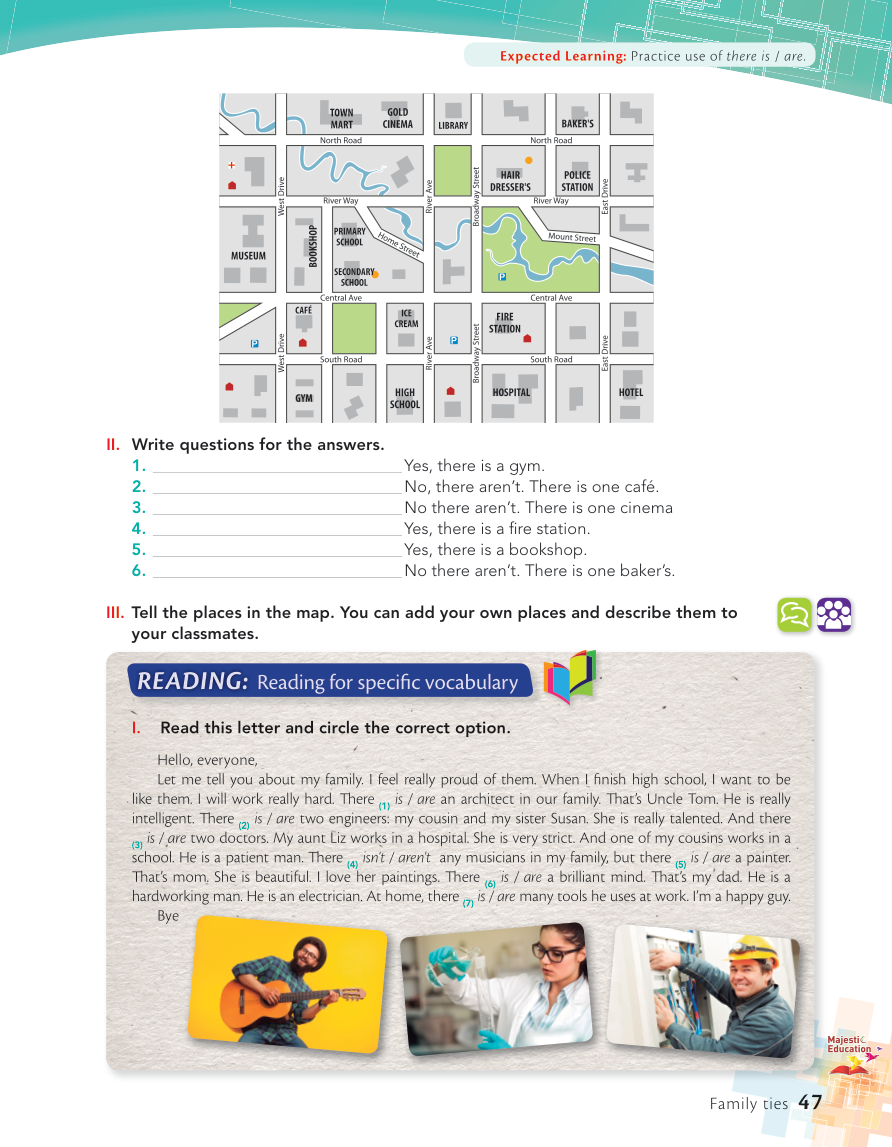 Expected Learning: Practice use of there is / are.
TOWN MART
GOLD CINEMA
LIBRARY
BAKER'S
North Road
North Road
HAIR DRESSER'S
POLICE STATION
West Drive
River Ave
Broadway Street
East Drive
River Way
River Way
MUSEUM
BOOKSHOP
PRIMARY SCHOOL
Home Street
Mount Street
SECONDARY SCHOOL
P
Central Ave
Central Ave
CAFÉ
ICE CREAM
FIRE STATION
P
P
West Drive
River Ave
Broadway Street
East Drive
South Road
South Road
GYM
HIGH SCHOOL
HOSPITAL
HOTEL
II. Write questions for the answers.
1. ______________________________ Yes, there is a gym.
2. ______________________________ No, there aren't. There is one café.
3. ______________________________ No there aren't. There is one cinema
4. ______________________________ Yes, there is a fire station.
5. ______________________________ Yes, there is a bookshop.
6. ______________________________ No there aren't. There is one baker's.
III. Tell the places in the map. You can add your own places and describe them to
your classmates.
READING: Reading for specific vocabulary
I. Read this letter and circle the correct option.
Hello, everyone,
Let me tell you about my family. I feel really proud of them. When I finish high school, I want to be
like them. I will work really hard. There (1) is / are an architect in our family. That's Uncle Tom. He is really
intelligent. There (2) is / are two engineers: my cousin and my sister Susan. She is really talented. And there
(3) is / are two doctors. My aunt Liz works in a hospital. She is very strict. And one of my cousins works in a
school. He is a patient man. There (4) isn't / aren't any musicians in my family, but there (5) is / are a painter.
That's mom. She is beautiful. I love her paintings. There (6) is / are a brilliant mind. That's my dad. He is a
hardworking man. He is an electrician. At home, there (7) is / are many tools he uses at work. I'm a happy guy.
Bye
Majestic
Education
Family ties 47